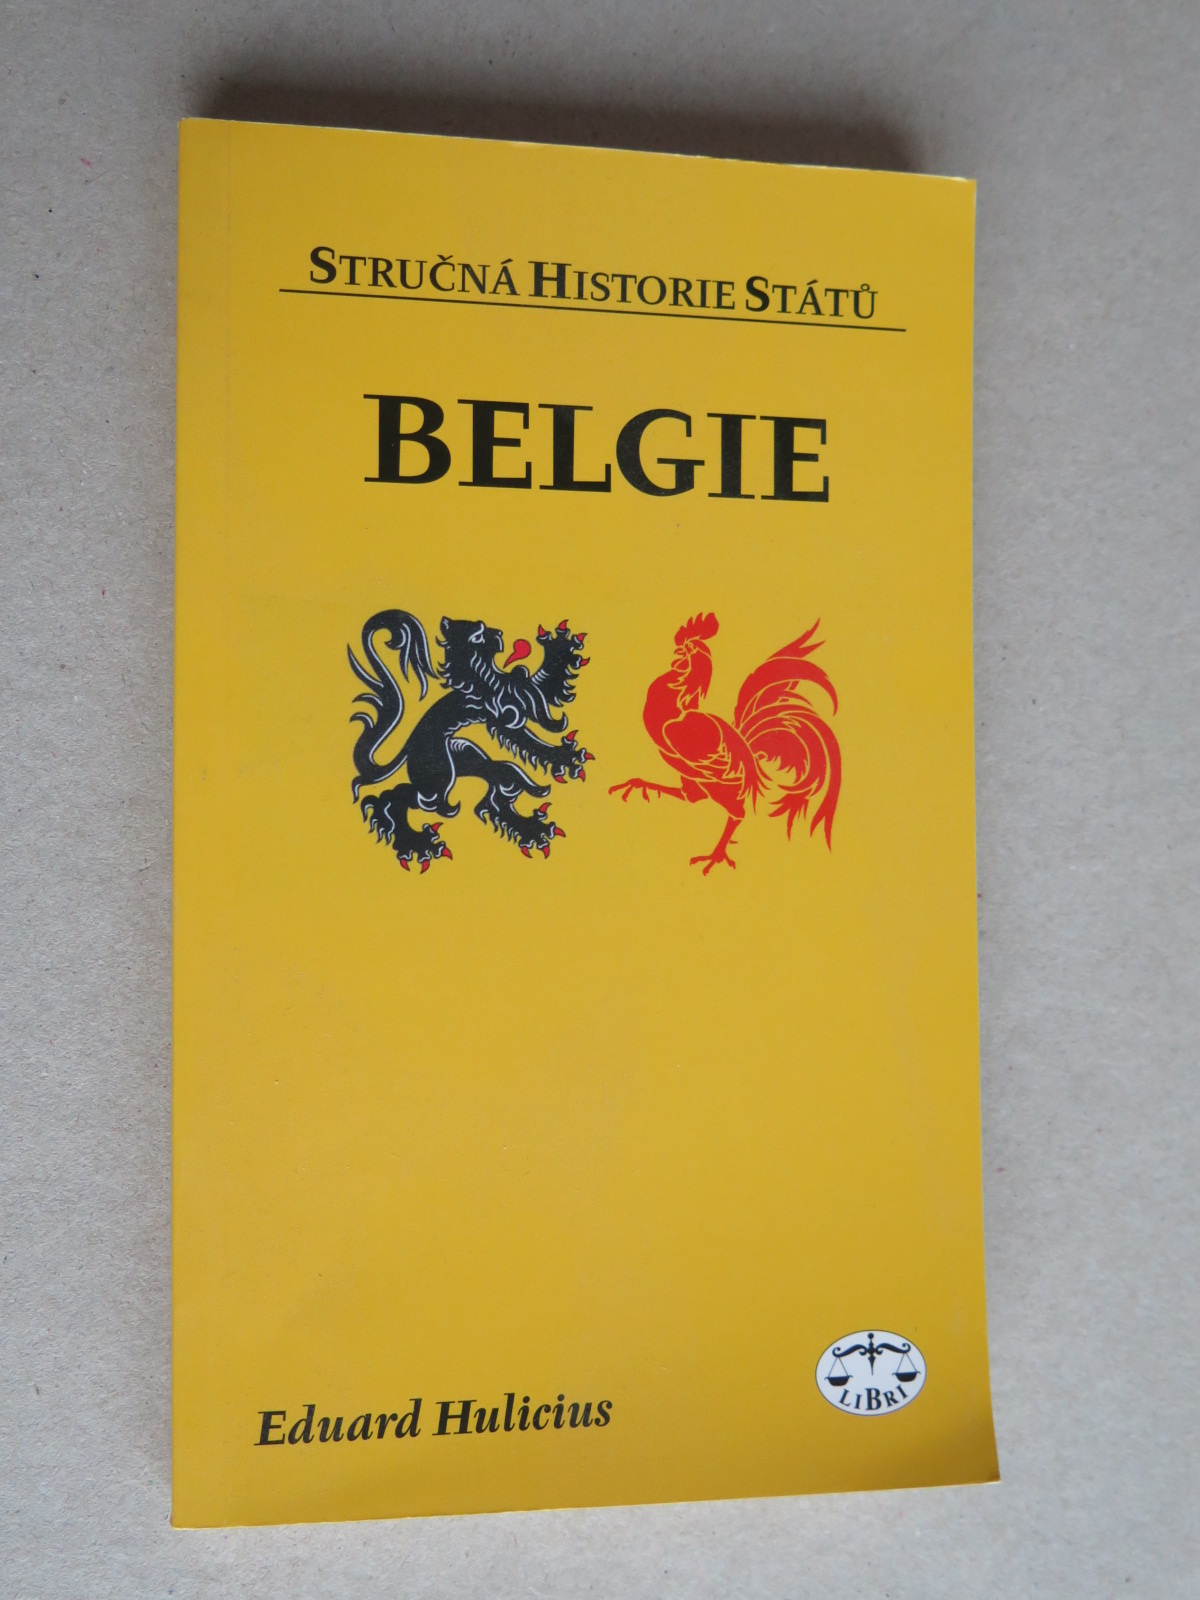 STRUČNÁ HISTORIE STÁTŮ
BELGIE
LIBRI
Eduard Hulicius